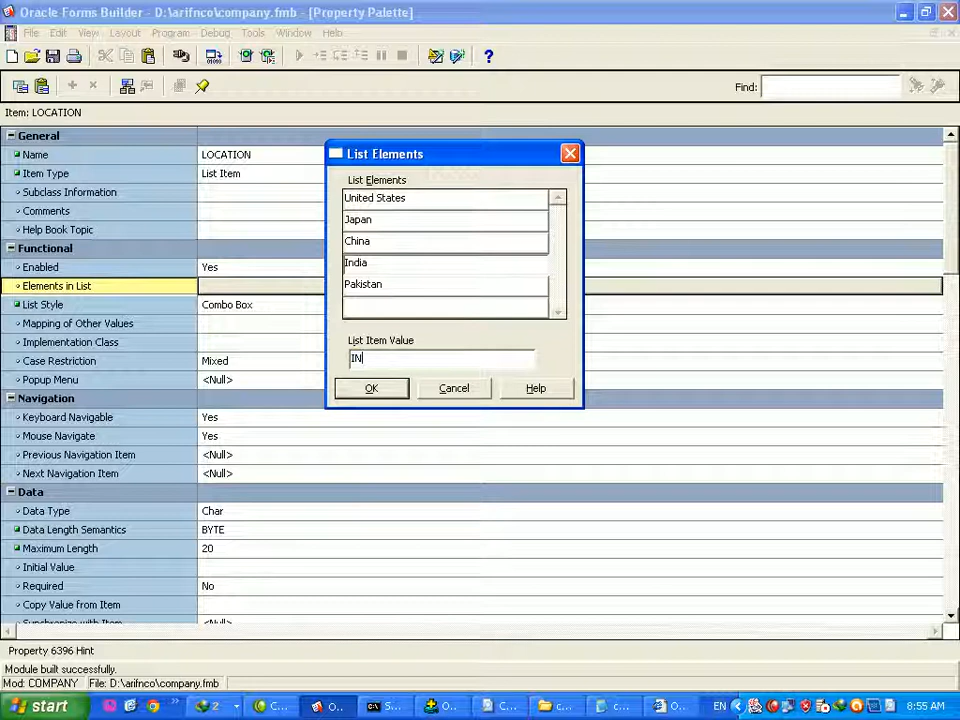 Oracle Forms Builder - D:\arifnco\company.fmb - [Property Palette]
File Edit View Layout Program Debug Tools Window Help
Find:
Item: LOCATION
General
Name LOCATION
Item Type List Item
Subclass Information
Comments
Help Book Topic
Functional
Enabled Yes
Elements in List
List Style Combo Box
Mapping of Other Values
Implementation Class
Case Restriction Mixed
Popup Menu <Null>
Navigation
Keyboard Navigable Yes
Mouse Navigate Yes
Previous Navigation Item <Null>
Next Navigation Item <Null>
Data
Data Type Char
Data Length Semantics BYTE
Maximum Length 20
Initial Value
Required No
Copy Value from Item
Synchronize with Item <Null>
List Elements
List Elements
United States
Japan
China
India
Pakistan
List Item Value
IN
OK Cancel Help
Property 6396 Hint
Module built successfully.
Mod: COMPANY File: D:\arifnco\company.fmb
start 2 C... O... S... O... C... c... c... O... EN 8:55 AM